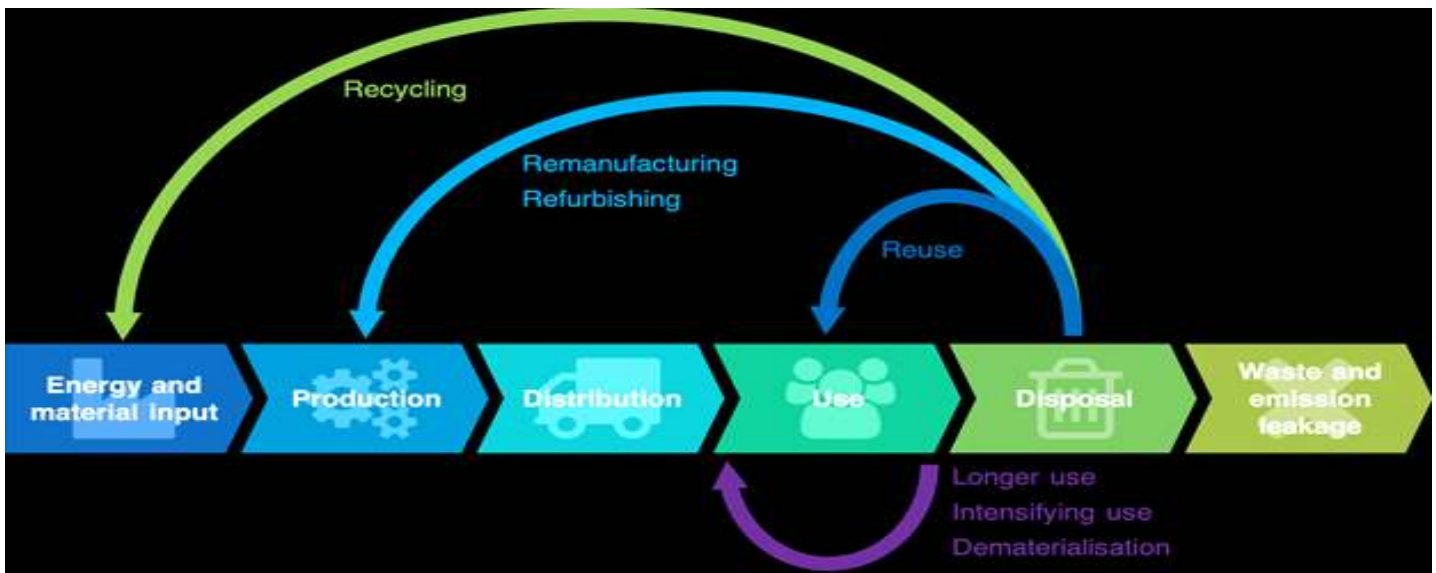 Recycling
Remanufacturing
Refurbishing
Reuse
Energy and
material input
Production
Distribution
Use
Disposal
Waste and
emission
leakage
Longer use
Intensifying use
Dematerialisation